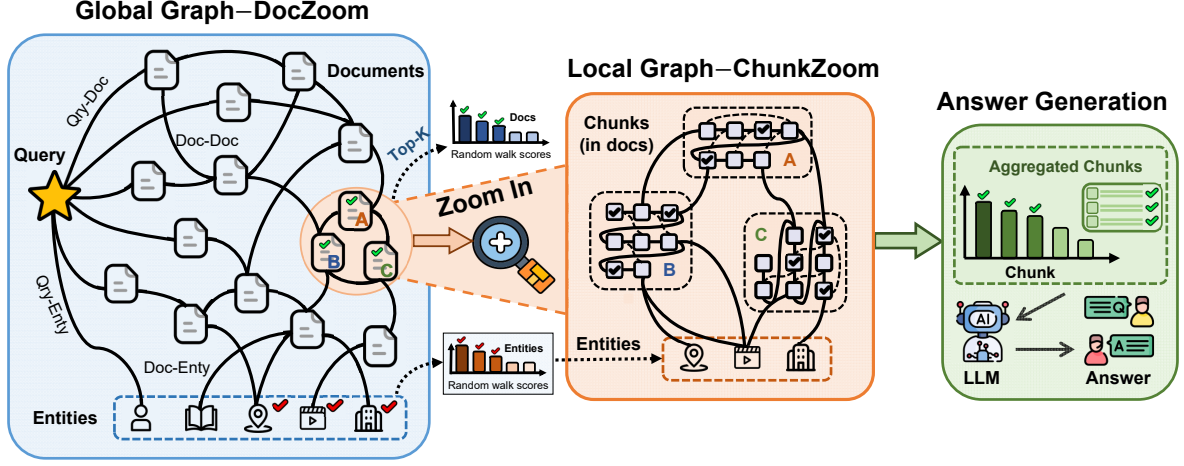 Global Graph–DocZoom
Query
Qry-Doc
Documents
Doc-Doc
Qry-Enty
Doc-Enty
A
B
C
Entities
Top-K
Docs
Random walk scores
Zoom In
Entities
Random walk scores
Local Graph–ChunkZoom
Chunks
(in docs)
A
B
C
Entities
Answer Generation
Aggregated Chunks
Chunk
AI
Q
A
LLM
Answer